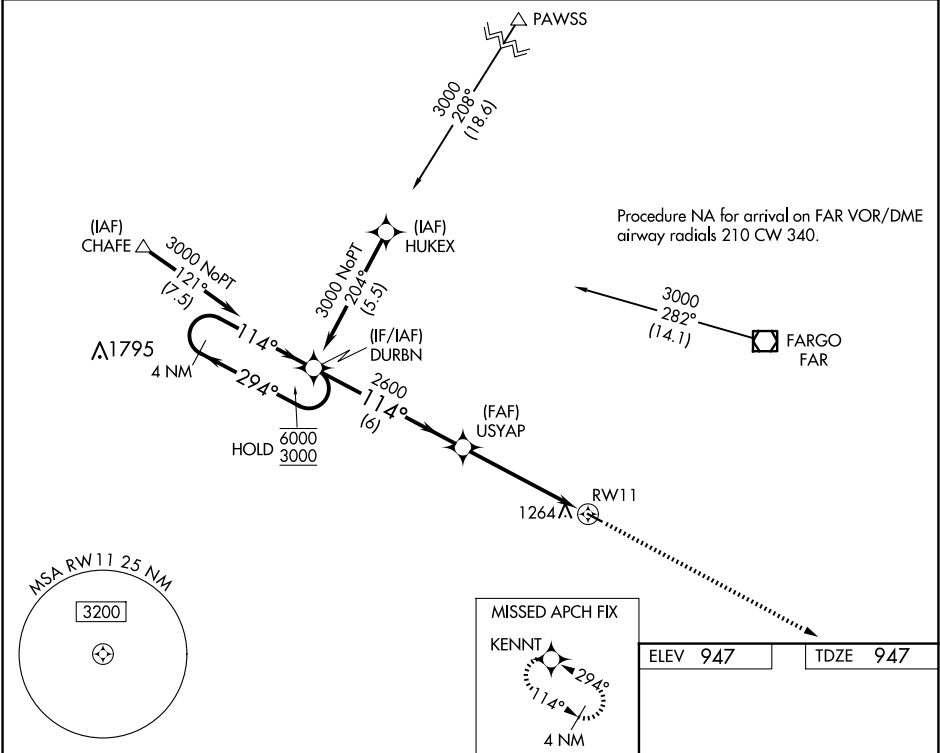 PAWSS
3000
208°
(18.6)
(IAF)
CHAFE
3000 NoPT
121°
(7.5)
(IAF)
HUKEX
3000 NoPT
204°
(5.5)
Procedure NA for arrival on FAR VOR/DME
airway radials 210 CW 340.
3000
282°
(14.1)
FARGO
FAR
1795
4 NM
114°
294°
(IF/IAF)
DURBN
HOLD
6000
3000
2600
114°
(6)
(FAF)
USYAP
1264
RW11
MSA RW11 25 NM
3200
MISSED APCH FIX
KENNT
294°
114°
4 NM
ELEV 947
TDZE 947